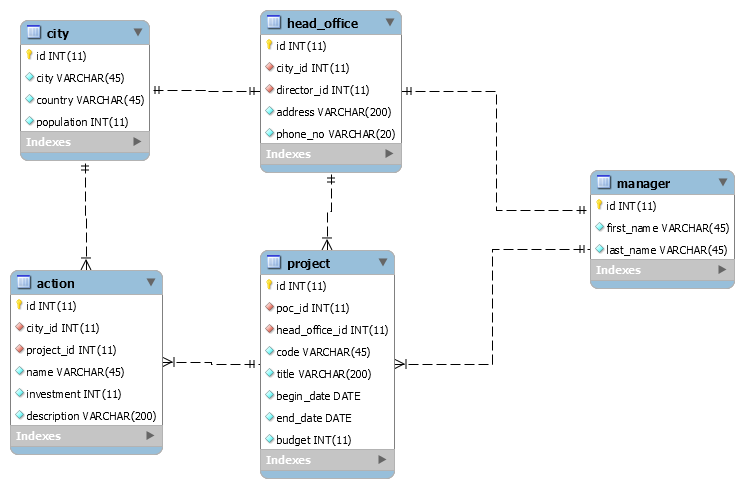 city
id INT(11)
city VARCHAR(45)
country VARCHAR(45)
population INT(11)
Indexes
head_office
id INT(11)
city_id INT(11)
director_id INT(11)
address VARCHAR(200)
phone_no VARCHAR(20)
Indexes
manager
id INT(11)
first_name VARCHAR(45)
last_name VARCHAR(45)
Indexes
action
id INT(11)
city_id INT(11)
project_id INT(11)
name VARCHAR(45)
investment INT(11)
description VARCHAR(200)
Indexes
project
id INT(11)
poc_id INT(11)
head_office_id INT(11)
code VARCHAR(45)
title VARCHAR(200)
begin_date DATE
end_date DATE
budget INT(11)
Indexes